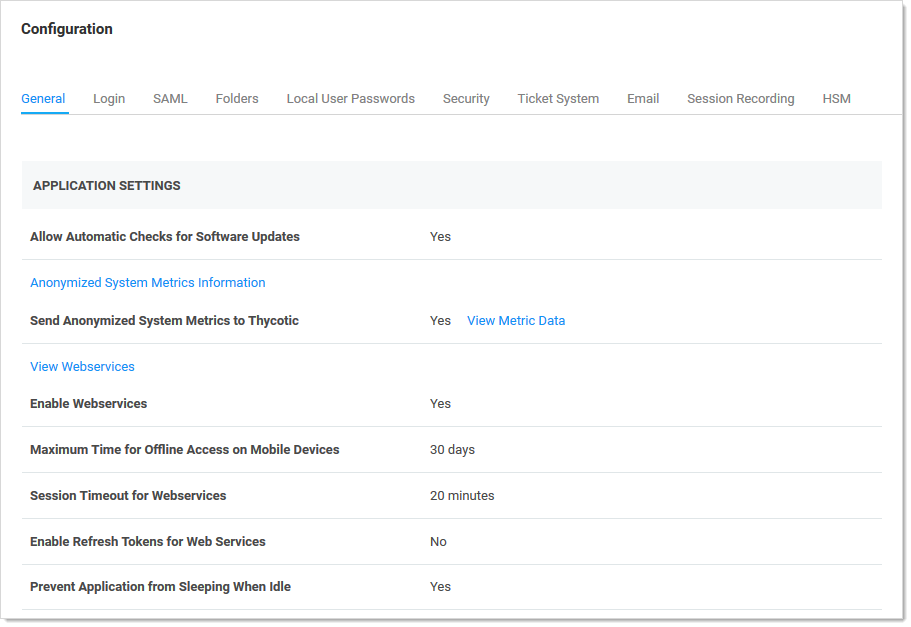 Configuration
General Login SAML Folders Local User Passwords Security Ticket System Email Session Recording HSM
APPLICATION SETTINGS
Allow Automatic Checks for Software Updates Yes
Anonymized System Metrics Information
Send Anonymized System Metrics to Thycotic Yes View Metric Data
View Webservices
Enable Webservices Yes
Maximum Time for Offline Access on Mobile Devices 30 days
Session Timeout for Webservices 20 minutes
Enable Refresh Tokens for Web Services No
Prevent Application from Sleeping When Idle Yes